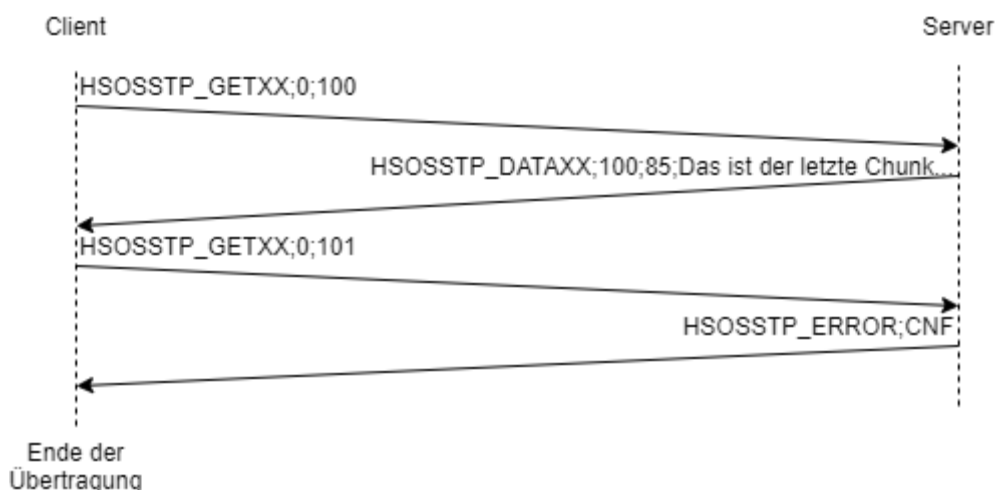 Client
Server
HSOSSTP_GETXX;0;100
HSOSSTP_DATAXX;100;85;Das ist der letzte Chunk...
HSOSSTP_GETXX;0;101
HSOSSTP_ERROR;CNF
Ende der
Übertragung